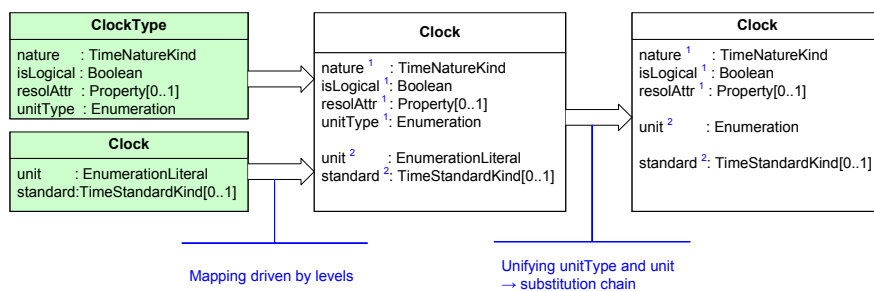 ClockType
nature : TimeNatureKind
isLogical : Boolean
resolAttr : Property[0..1]
unitType : Enumeration
Clock
unit : EnumerationLiteral
standard:TimeStandardKind[0..1]
Clock
nature 1 : TimeNatureKind
isLogical 1: Boolean
resolAttr 1: Property[0..1]
unitType 1: Enumeration
unit 2 : EnumerationLiteral
standard 2: TimeStandardKind[0..1]
Clock
nature 1 : TimeNatureKind
isLogical 1: Boolean
resolAttr 1: Property[0..1]
unit 2 : Enumeration
standard 2: TimeStandardKind[0..1]
Mapping driven by levels
Unifying unitType and unit
→ substitution chain